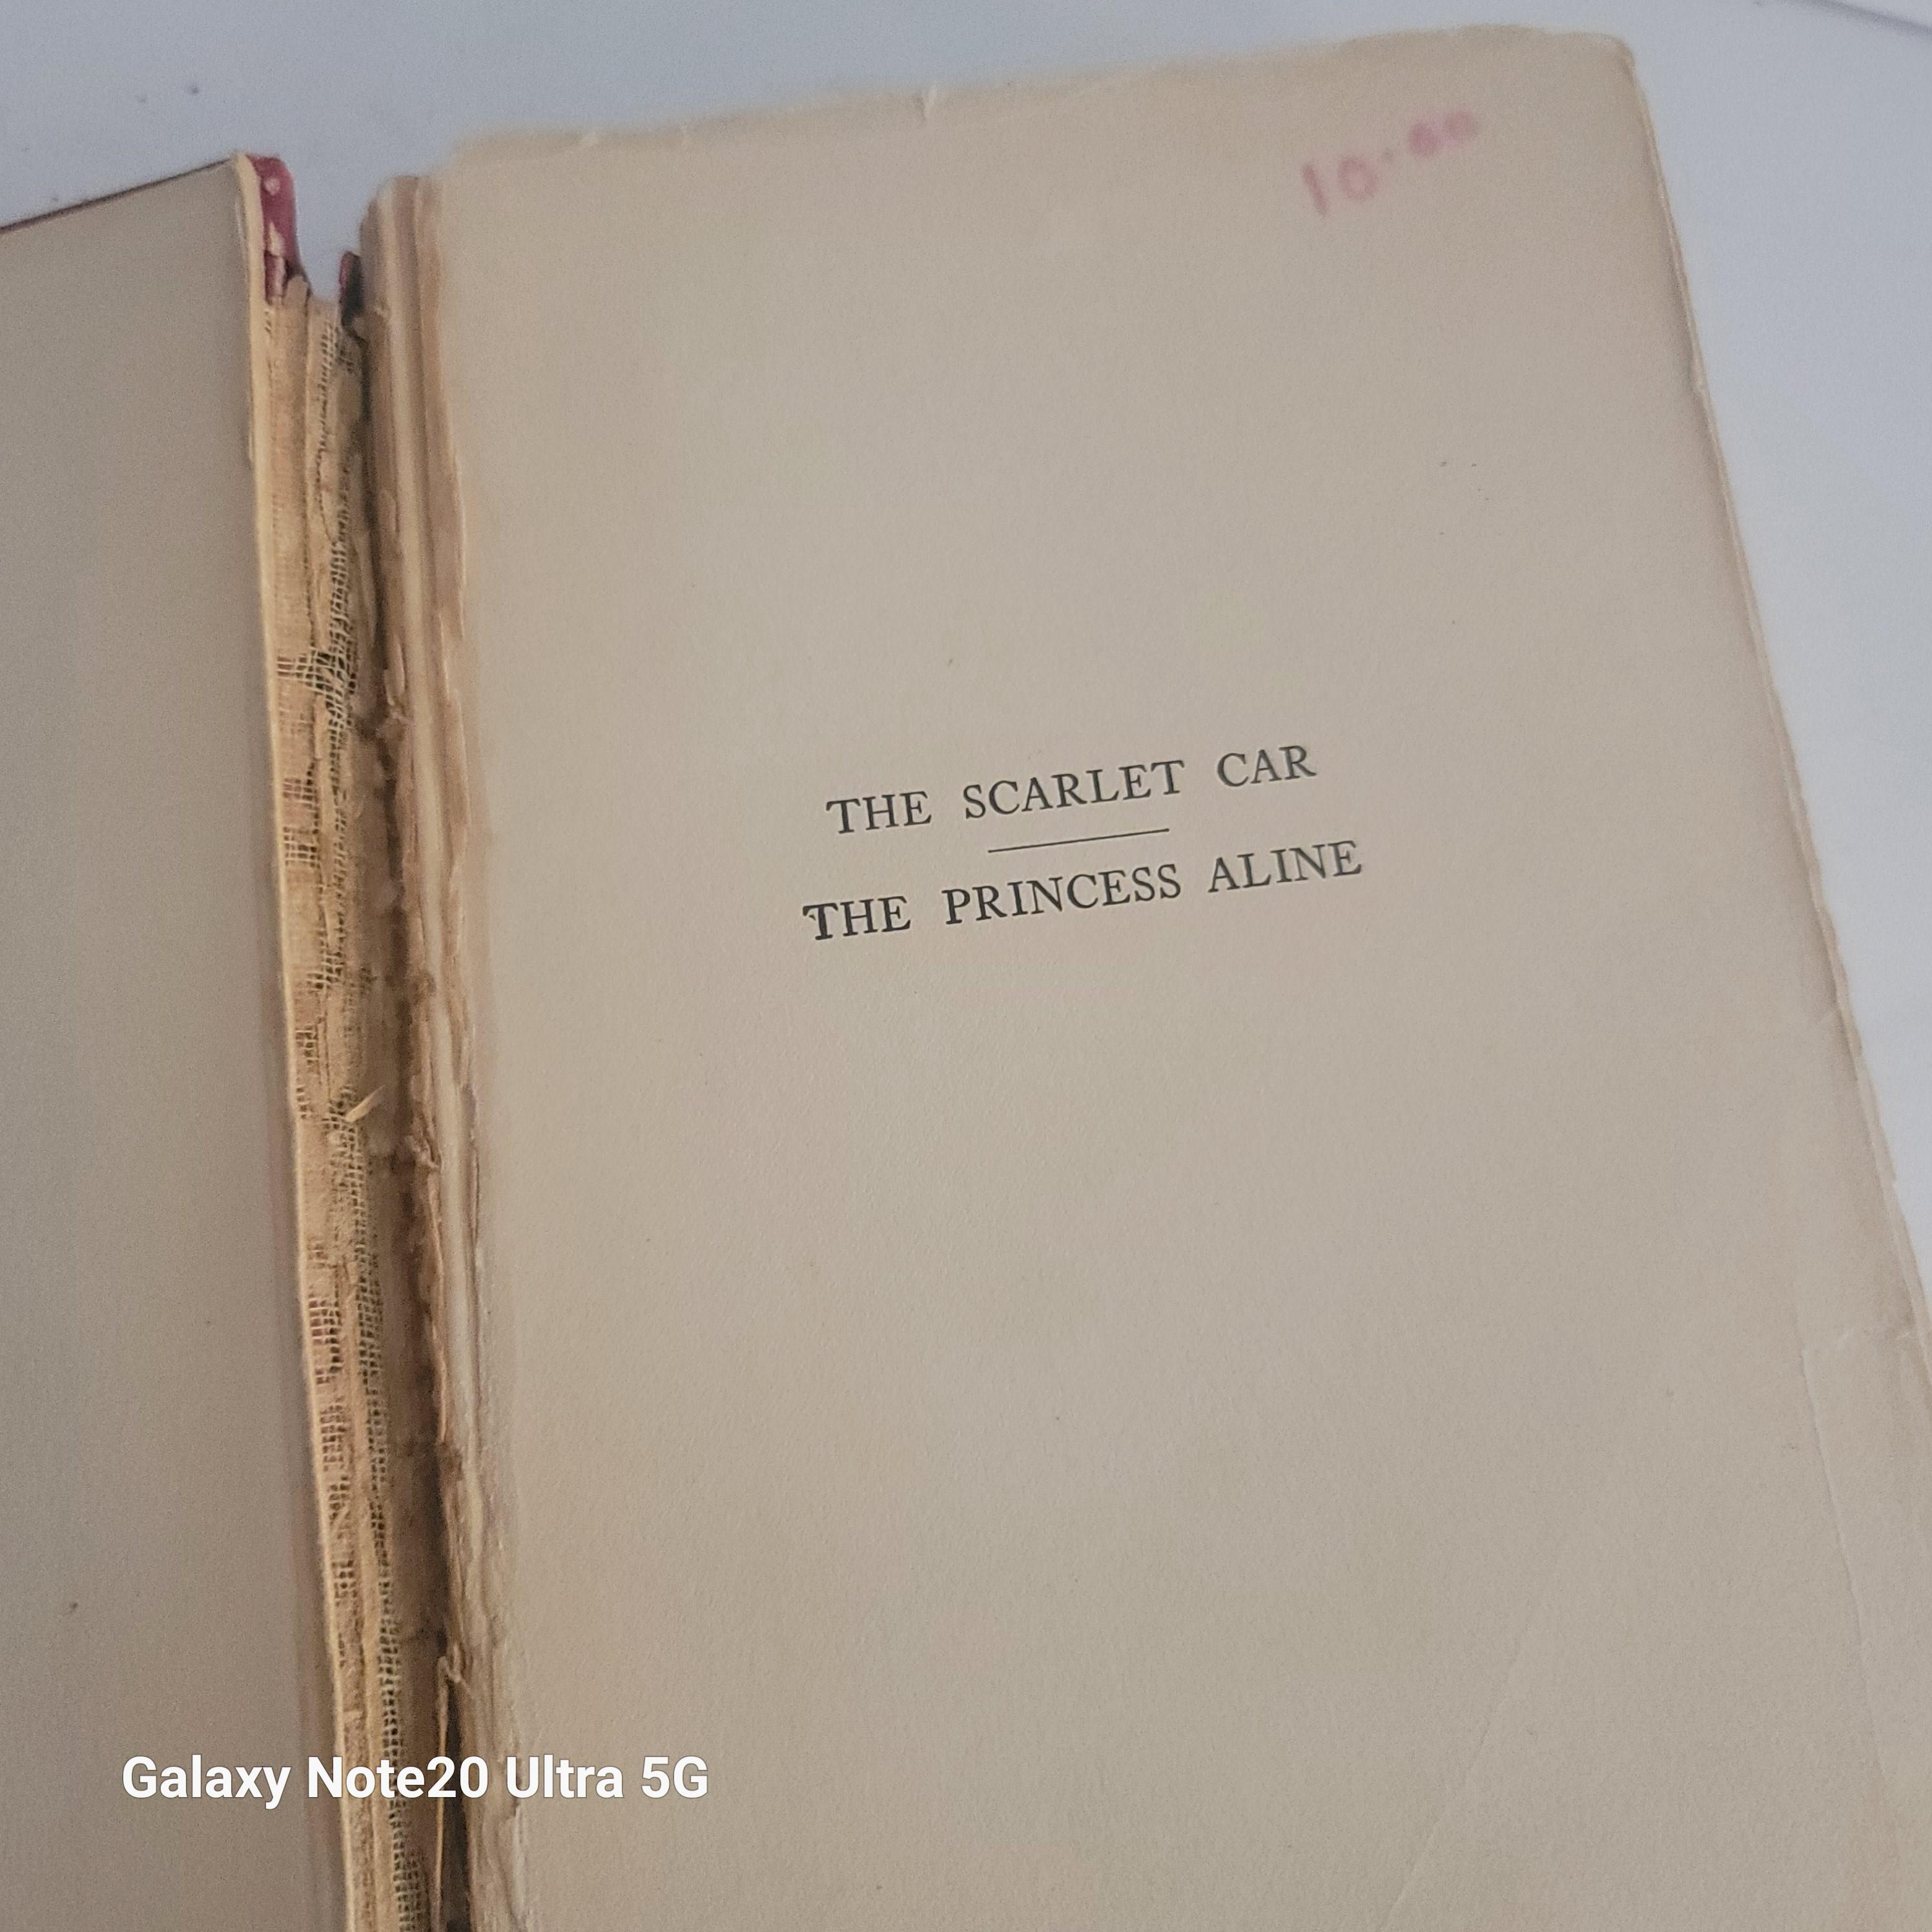 10.00
THE SCARLET CAR
THE PRINCESS ALINE
Galaxy Note20 Ultra 5G